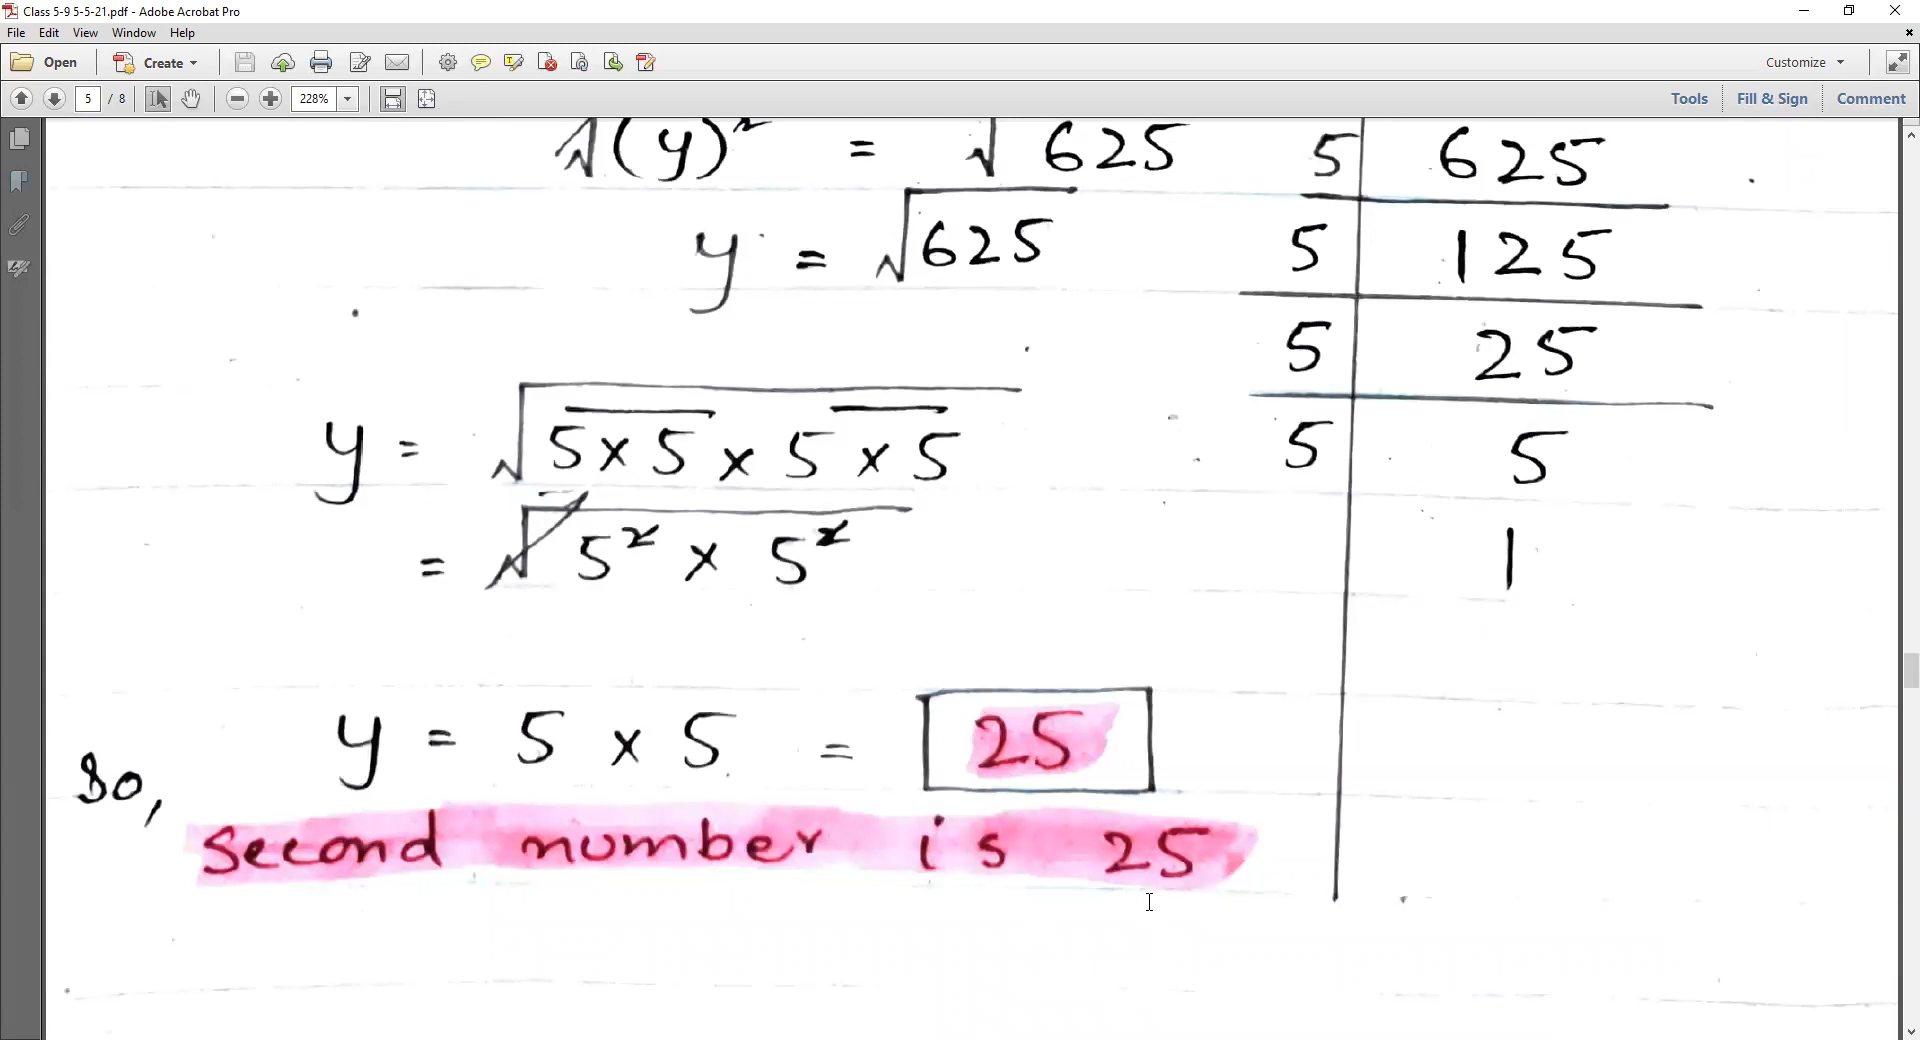 Class 5-9 5-5-21.pdf - Adobe Acrobat Pro
File Edit View Window Help
Open Create Customize
5 / 8 228% Tools Fill & Sign Comment
√(y)² = √625
y = √625
y = √5×5×5×5
= √5² × 5²
y = 5 × 5 = 25
So,
Second number is 25
5 625
5 125
5 25
5 5
1